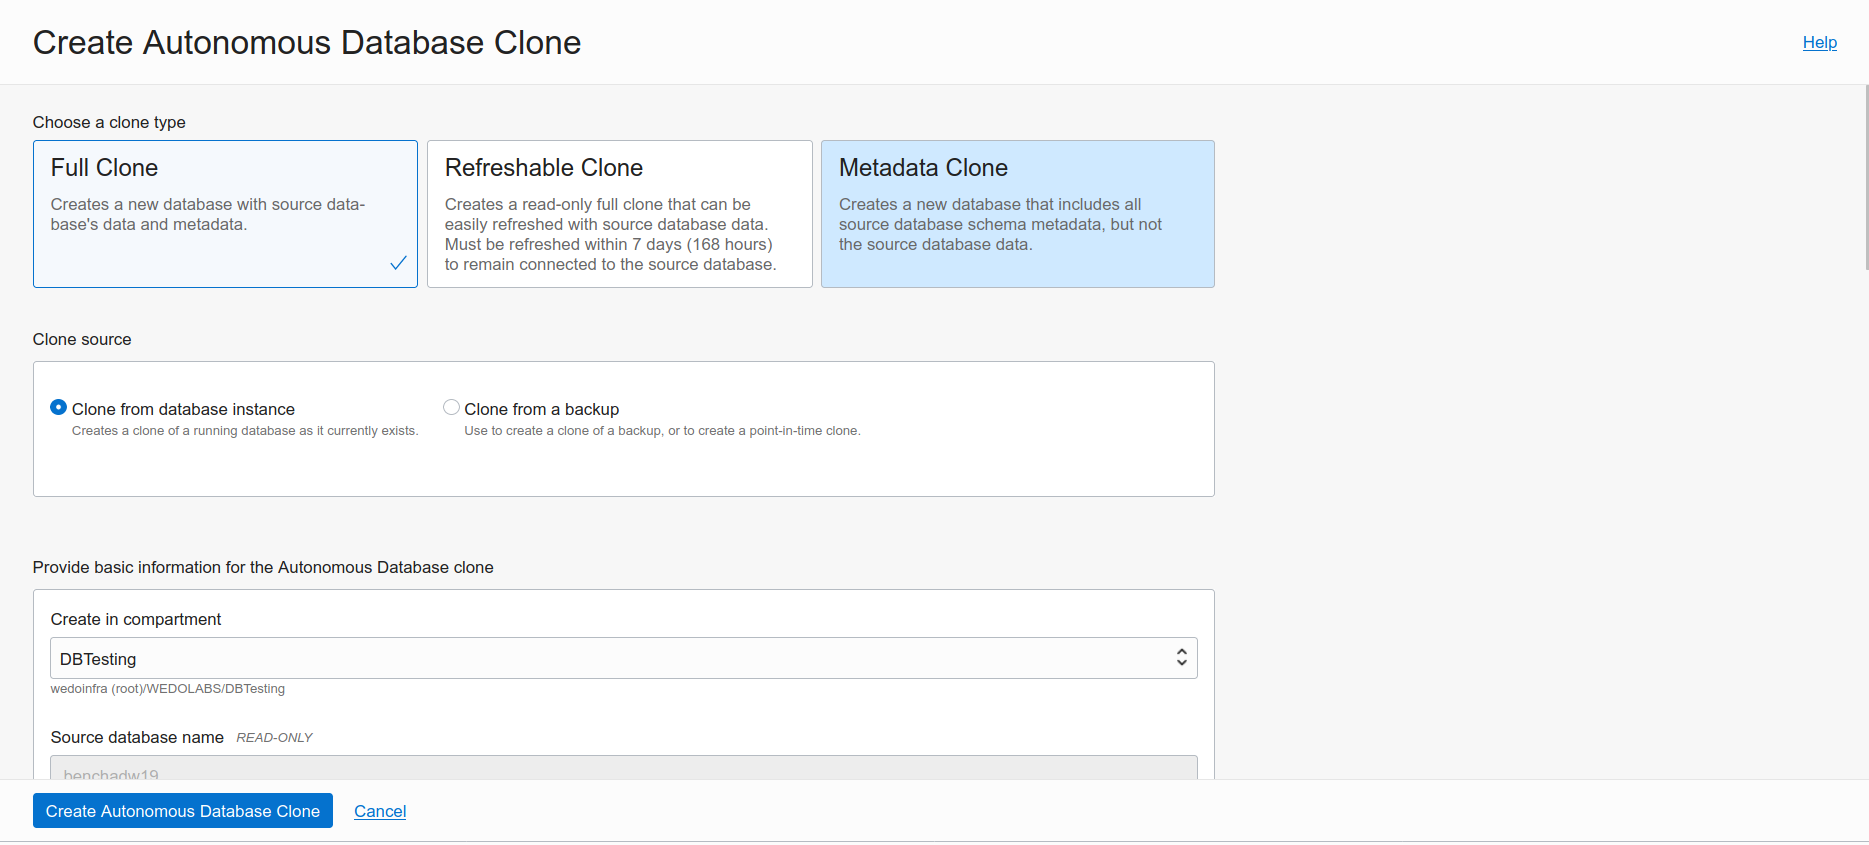 Create Autonomous Database Clone
Help
Choose a clone type
Full Clone
Creates a new database with source data-
base's data and metadata.
Refreshable Clone
Creates a read-only full clone that can be
easily refreshed with source database data.
Must be refreshed within 7 days (168 hours)
to remain connected to the source database.
Metadata Clone
Creates a new database that includes all
source database schema metadata, but not
the source database data.
Clone source
Clone from database instance
Creates a clone of a running database as it currently exists.
Clone from a backup
Use to create a clone of a backup, or to create a point-in-time clone.
Provide basic information for the Autonomous Database clone
Create in compartment
DBTesting
wedoinfra (root)/WEDOLABS/DBTesting
Source database name READ-ONLY
benchadw19
Create Autonomous Database Clone
Cancel